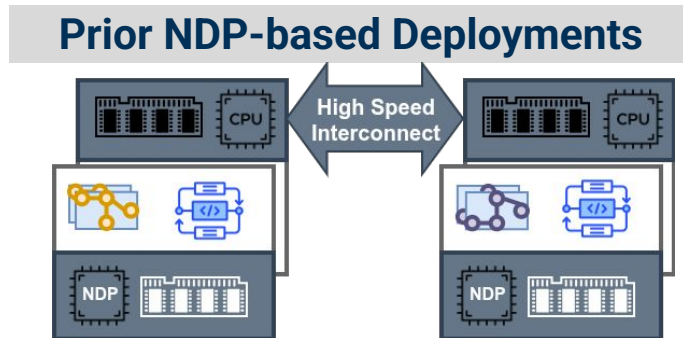 Prior NDP-based Deployments
CPU
High Speed
Interconnect
CPU
</>
</>
NDP
NDP